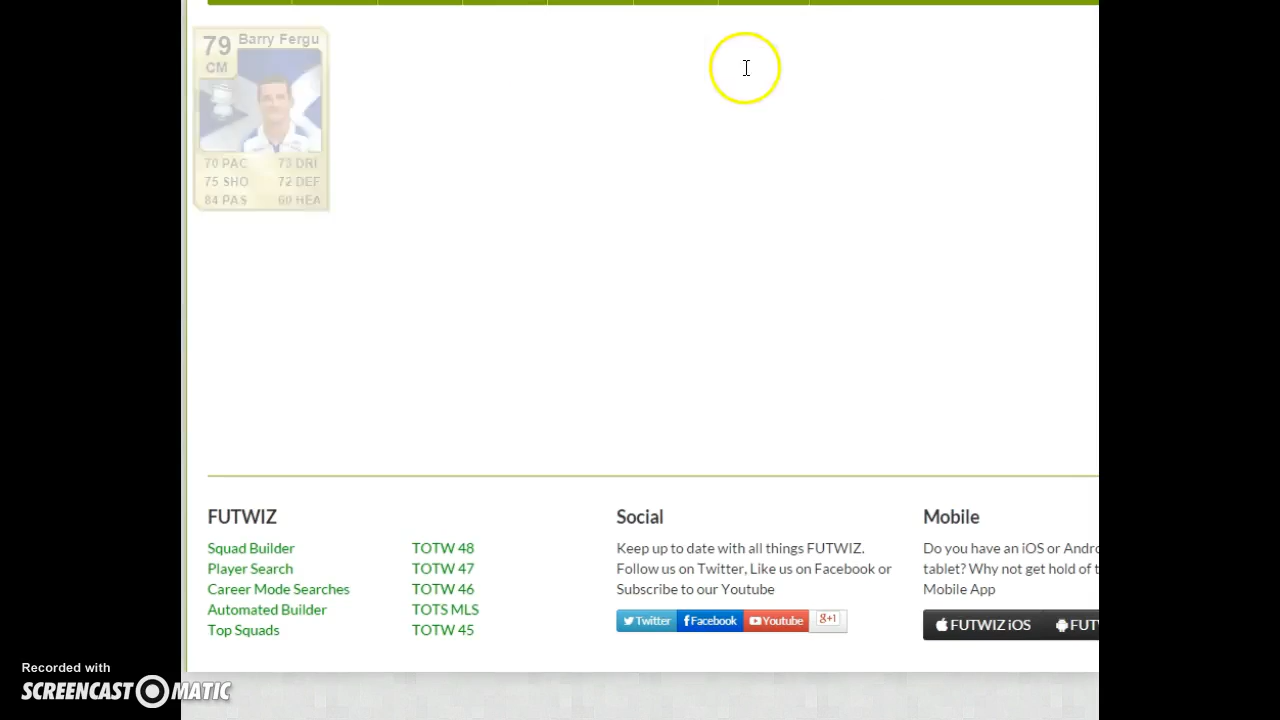 79 Barry Fergu
CM
70 PAC 73 DRI
75 SHO 72 DEF
84 PAS 60 HEA
FUTWIZ
Squad Builder
Player Search
Career Mode Searches
Automated Builder
Top Squads
TOTW 48
TOTW 47
TOTW 46
TOTS MLS
TOTW 45
Social
Keep up to date with all things FUTWIZ.
Follow us on Twitter, Like us on Facebook or
Subscribe to our Youtube
Twitter Facebook Youtube g+1
Mobile
Do you have an iOS or Andro
tablet? Why not get hold of t
Mobile App
FUTWIZ iOS FUT
Recorded with
SCREENCAST MATIC